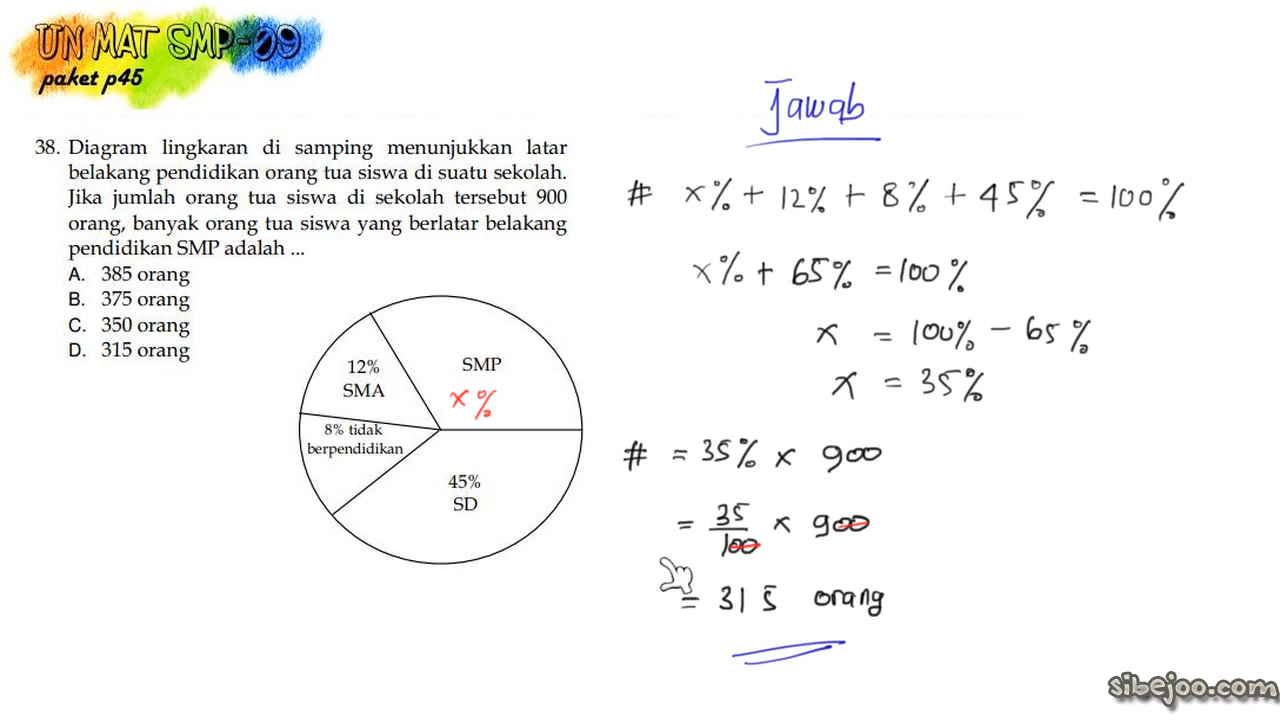 UN MAT SMP-09
paket p45
38. Diagram lingkaran di samping menunjukkan latar
belakang pendidikan orang tua siswa di suatu sekolah.
Jika jumlah orang tua siswa di sekolah tersebut 900
orang, banyak orang tua siswa yang berlatar belakang
pendidikan SMP adalah ...
A. 385 orang
B. 375 orang
C. 350 orang
D. 315 orang
12%
SMA
SMP
x%
8% tidak
berpendidikan
45%
SD
Jawab
# x% + 12% + 8% + 45% = 100%
x% + 65% = 100%
x = 100% - 65%
x = 35%
# = 35% x 900
= 35/100 x 900
= 315 orang
sibejoo.com